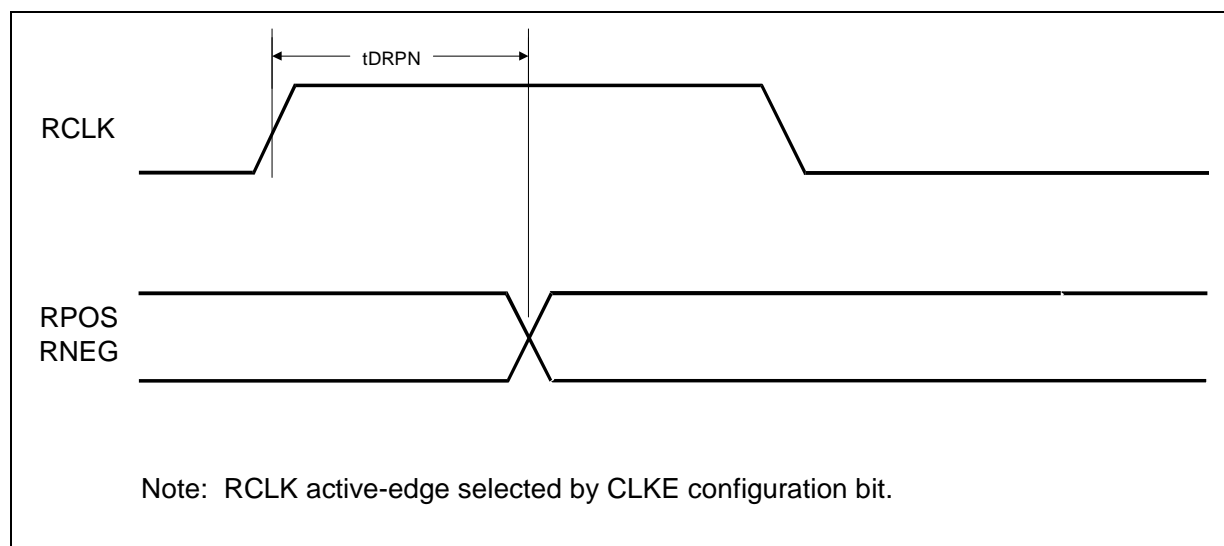 tDRPN
RCLK
RPOS
RNEG
Note: RCLK active-edge selected by CLKE configuration bit.